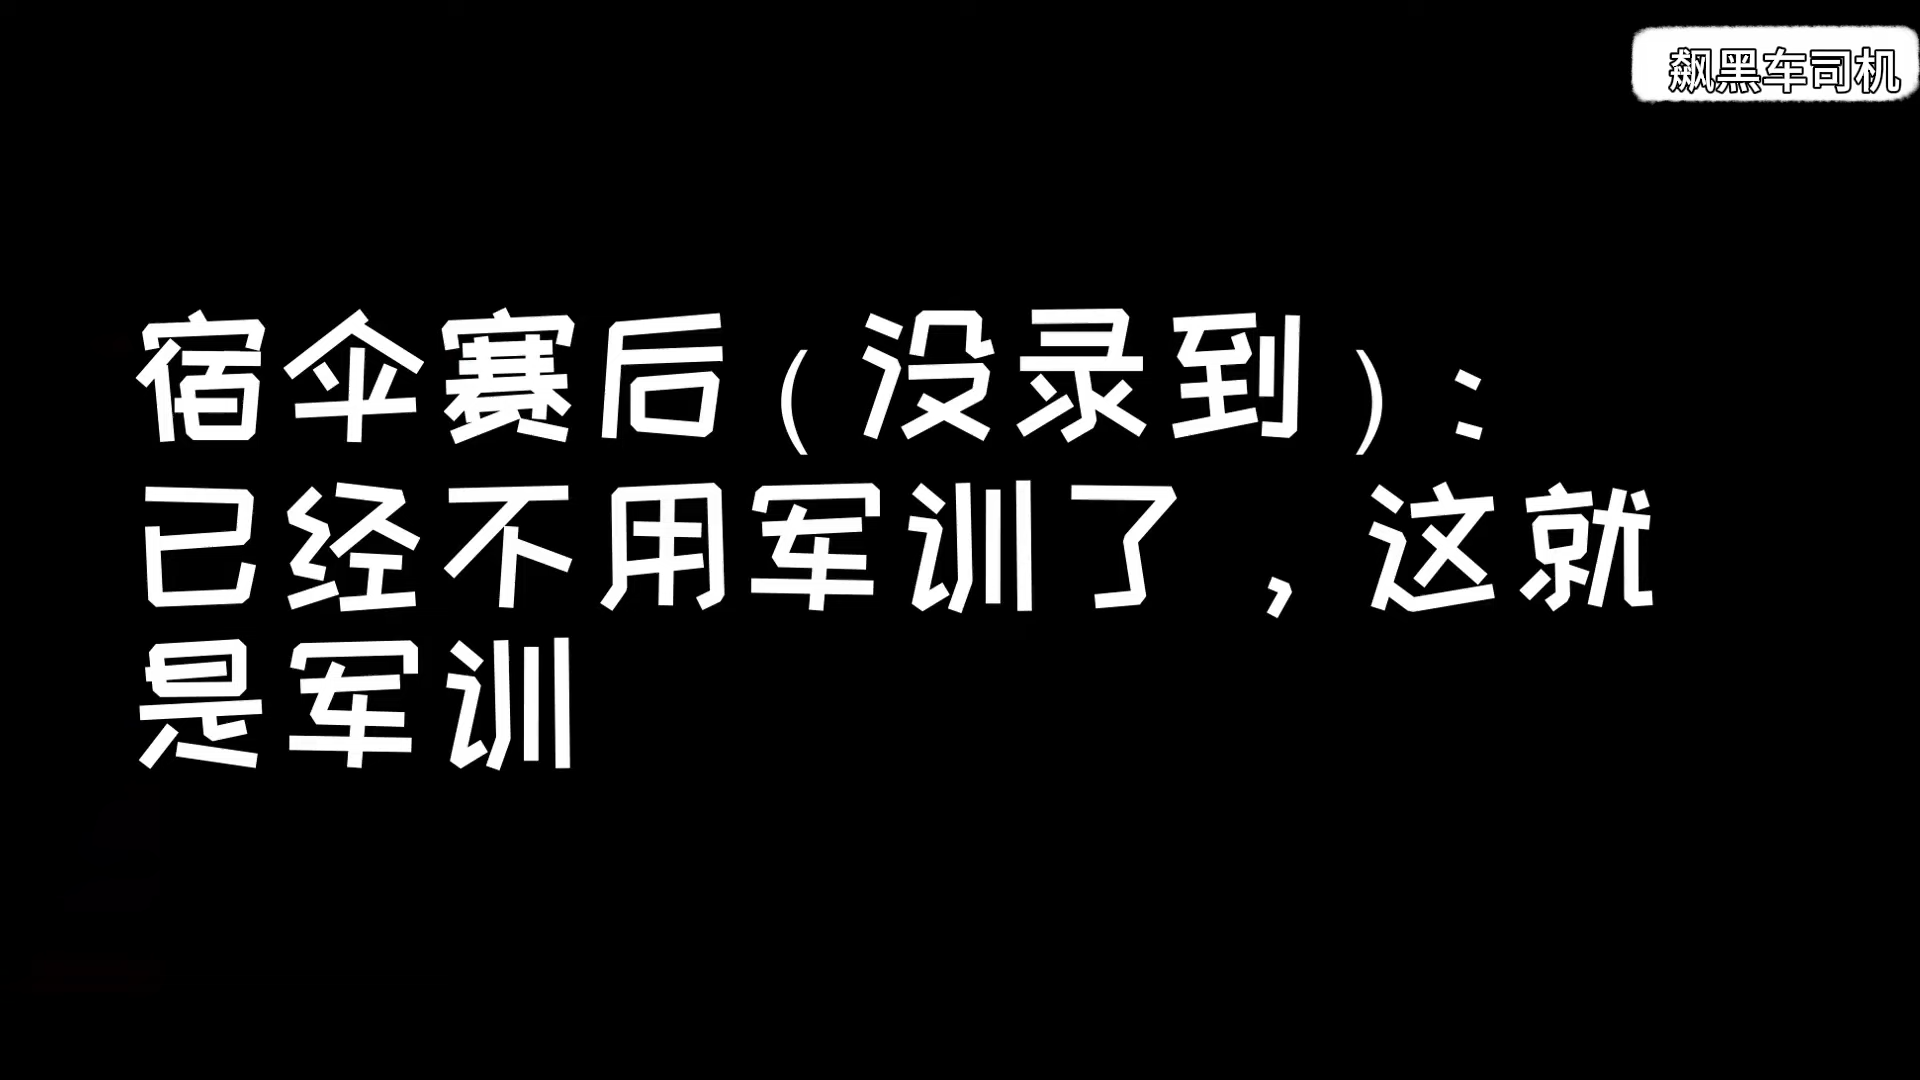 飙黑车司机
宿伞赛后（没录到）：
已经不用军训了，这就
是军训